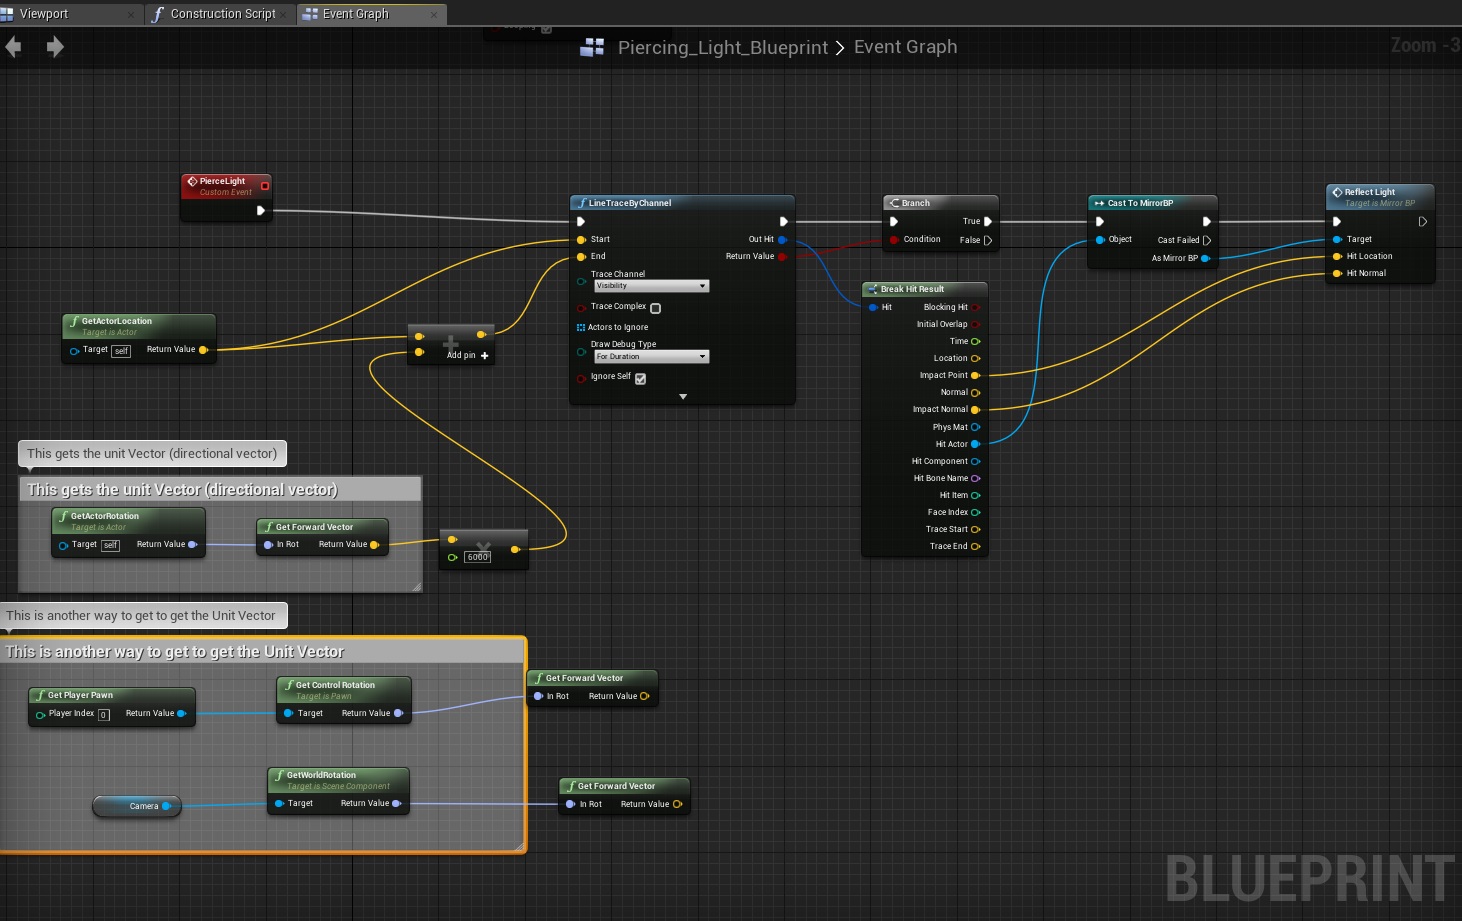 Viewport
Construction Script
Event Graph
Piercing_Light_Blueprint > Event Graph
Zoom -3
PierceLight
Custom Event
LineTraceByChannel
Start
Out Hit
End
Return Value
Trace Channel
Visibility
Trace Complex
Actors to Ignore
Draw Debug Type
For Duration
Ignore Self
Branch
True
Condition
False
Cast To MirrorBP
Object
Cast Failed
As Mirror BP
Reflect Light
Target is Mirror BP
Target
Hit Location
Hit Normal
Break Hit Result
Hit
Blocking Hit
Initial Overlap
Time
Location
Impact Point
Normal
Impact Normal
Phys Mat
Hit Actor
Hit Component
Hit Bone Name
Hit Item
Face Index
Trace Start
Trace End
GetActorLocation
Target is Actor
Target self Return Value
Add pin
This gets the unit Vector (directional vector)
This gets the unit Vector (directional vector)
GetActorRotation
Target is Actor
Target self Return Value
Get Forward Vector
In Rot Return Value
6000
This is another way to get to get the Unit Vector
This is another way to get to get the Unit Vector
Get Player Pawn
Player Index 0 Return Value
Get Control Rotation
Target is Pawn
Target Return Value
Get Forward Vector
In Rot Return Value
Camera
GetWorldRotation
Target is Scene Component
Target Return Value
Get Forward Vector
In Rot Return Value
BLUEPRINT